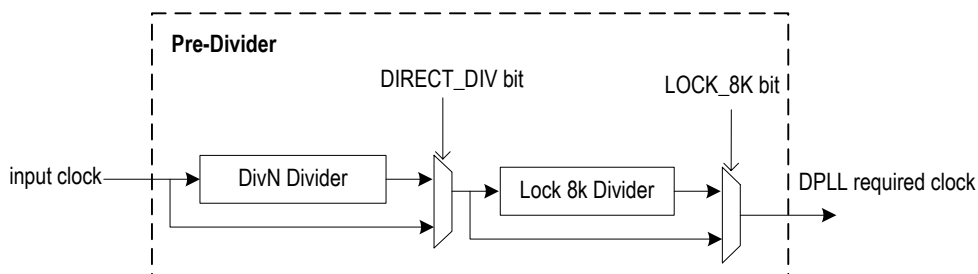 Pre-Divider
DIRECT_DIV bit
LOCK_8K bit
input clock
DivN Divider
Lock 8k Divider
DPLL required clock